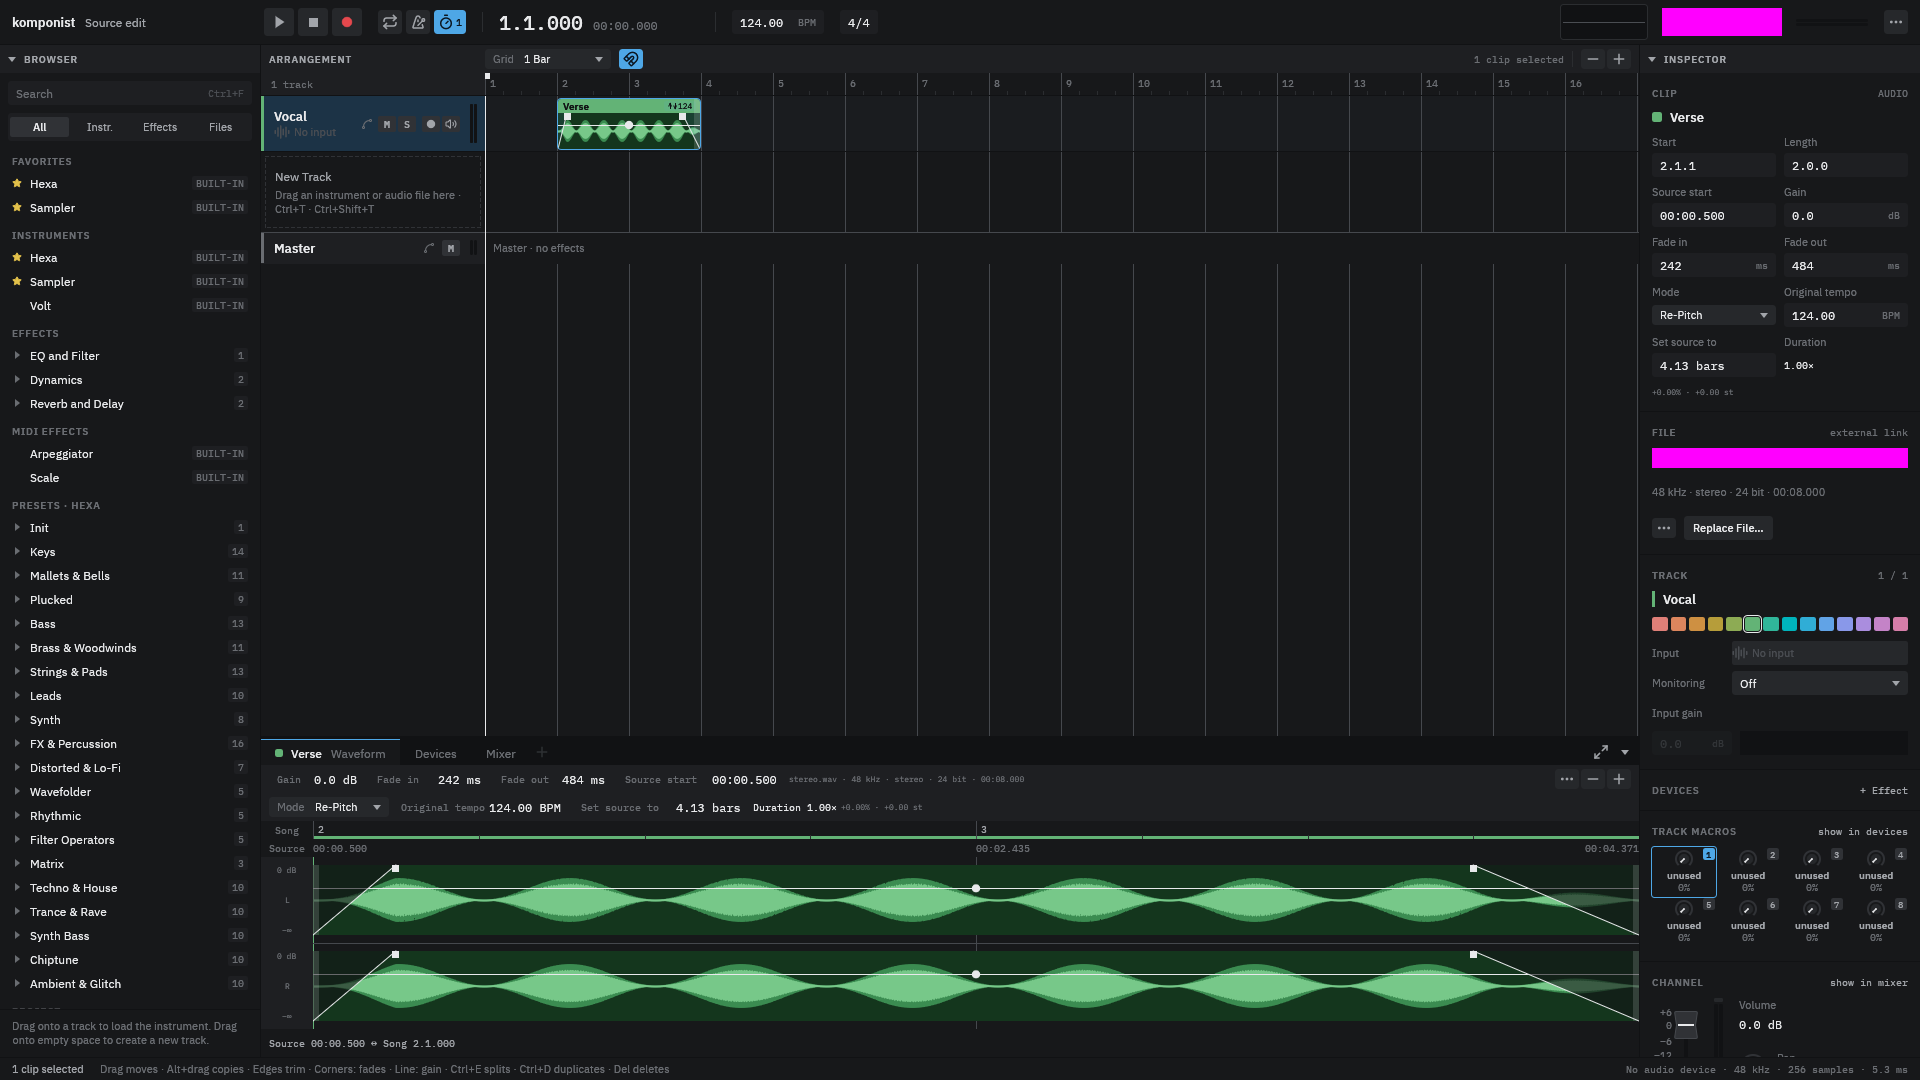 komponist Source edit 1 1.1.000 00:00.000 124.00 BPM 4/4
BROWSER
Search Ctrl+F
All Instr. Effects Files
FAVORITES
Hexa BUILT-IN
Sampler BUILT-IN
INSTRUMENTS
Hexa BUILT-IN
Sampler BUILT-IN
Volt BUILT-IN
EFFECTS
EQ and Filter 1
Dynamics 2
Reverb and Delay 2
MIDI EFFECTS
Arpeggiator BUILT-IN
Scale BUILT-IN
PRESETS · HEXA
Init 1
Keys 14
Mallets & Bells 11
Plucked 9
Bass 13
Brass & Woodwinds 11
Strings & Pads 13
Leads 10
Synth 8
FX & Percussion 16
Distorted & Lo-Fi 7
Wavefolder 5
Rhythmic 5
Filter Operators 5
Matrix 3
Techno & House 10
Trance & Rave 10
Synth Bass 10
Chiptune 10
Ambient & Glitch 10
Drag onto a track to load the instrument. Drag
onto empty space to create a new track.
ARRANGEMENT Grid 1 Bar 1 clip selected
1 track 1 2 3 4 5 6 7 8 9 10 11 12 13 14 15 16
Vocal M S
No input
Verse 124
New Track
Drag an instrument or audio file here ·
Ctrl+T · Ctrl+Shift+T
Master M Master · no effects
Verse Waveform Devices Mixer
Gain 0.0 dB Fade in 242 ms Fade out 484 ms Source start 00:00.500 stereo.wav · 48 kHz · stereo · 24 bit · 00:08.000
Mode Re-Pitch Original tempo 124.00 BPM Set source to 4.13 bars Duration 1.00× +0.00% · +0.00 st
Song 2 3
Source 00:00.500 00:02.435 00:04.371
0 dB
L
-∞
0 dB
R
-∞
Source 00:00.500 ⇔ Song 2.1.000
INSPECTOR
CLIP AUDIO
Verse
Start Length
2.1.1 2.0.0
Source start Gain
00:00.500 0.0 dB
Fade in Fade out
242 ms 484 ms
Mode Original tempo
Re-Pitch 124.00 BPM
Set source to Duration
4.13 bars 1.00×
+0.00% · +0.00 st
FILE external link
48 kHz · stereo · 24 bit · 00:08.000
Replace File...
TRACK 1 / 1
Vocal
Input No input
Monitoring Off
Input gain
0.0 dB
DEVICES + Effect
TRACK MACROS show in devices
1 2 3 4
unused unused unused unused
0% 0% 0% 0%
5 6 7 8
unused unused unused unused
0% 0% 0% 0%
CHANNEL show in mixer
Volume
+6
0 0.0 dB
-6
-12
1 clip selected Drag moves · Alt+drag copies · Edges trim · Corners: fades · Line: gain · Ctrl+E splits · Ctrl+D duplicates · Del deletes No audio device · 48 kHz · 256 samples · 5.3 ms